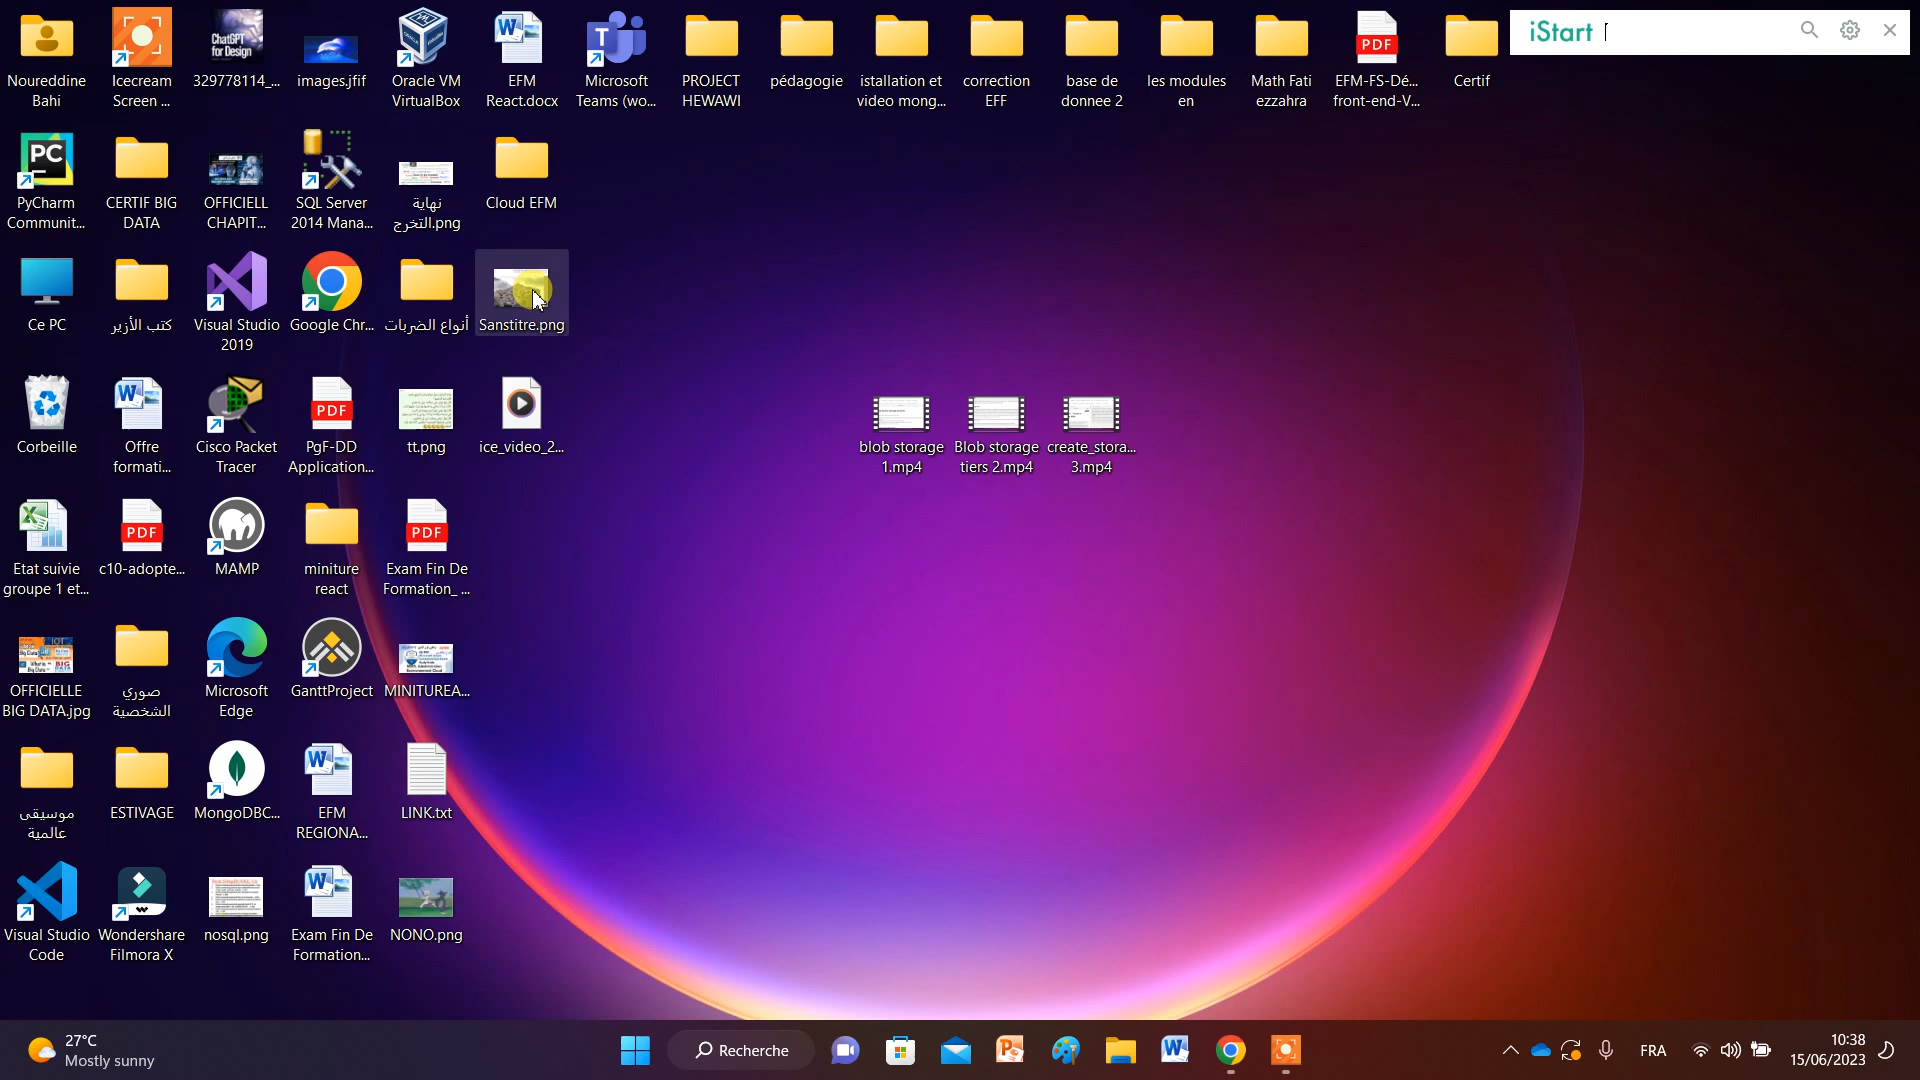 Noureddine
Bahi
Icecream
Screen ...
ChatGPT
for Design
329778114_...
images.jfif
Oracle VM
VirtualBox
EFM
React.docx
Microsoft
Teams (wo...
PROJECT
HEWAWI
pédagogie
istallation et
video mong...
correction
EFF
base de
donnee 2
les modules
en
Math Fati
ezzahra
PDF
EFM-FS-Dé...
front-end-V...
Certif
iStart
PC
PyCharm
Communit...
CERTIF BIG
DATA
OFFICIELL
CHAPIT...
SQL Server
2014 Mana...
نهاية
التخرج.png
Cloud EFM
Ce PC
كتب الأزير
Visual Studio
2019
Google Chr...
أنواع الضربات
Sanstitre.png
Corbeille
Offre
formati...
Cisco Packet
Tracer
PDF
PgF-DD
Application...
tt.png
ice_video_2...
blob storage
1.mp4
Blob storage
tiers 2.mp4
create_stora...
3.mp4
Etat suivie
groupe 1 et...
PDF
c10-adopte...
MAMP
miniture
react
PDF
Exam Fin De
Formation_ ...
OFFICIELLE
BIG DATA.jpg
صوري
الشخصية
Microsoft
Edge
GanttProject
MINITUREA...
موسيقى
عالمية
ESTIVAGE
MongoDBC...
EFM
REGIONA...
LINK.txt
Visual Studio
Code
Wondershare
Filmora X
nosql.png
Exam Fin De
Formation...
NONO.png
27°C
Mostly sunny
Recherche
FRA
10:38
15/06/2023